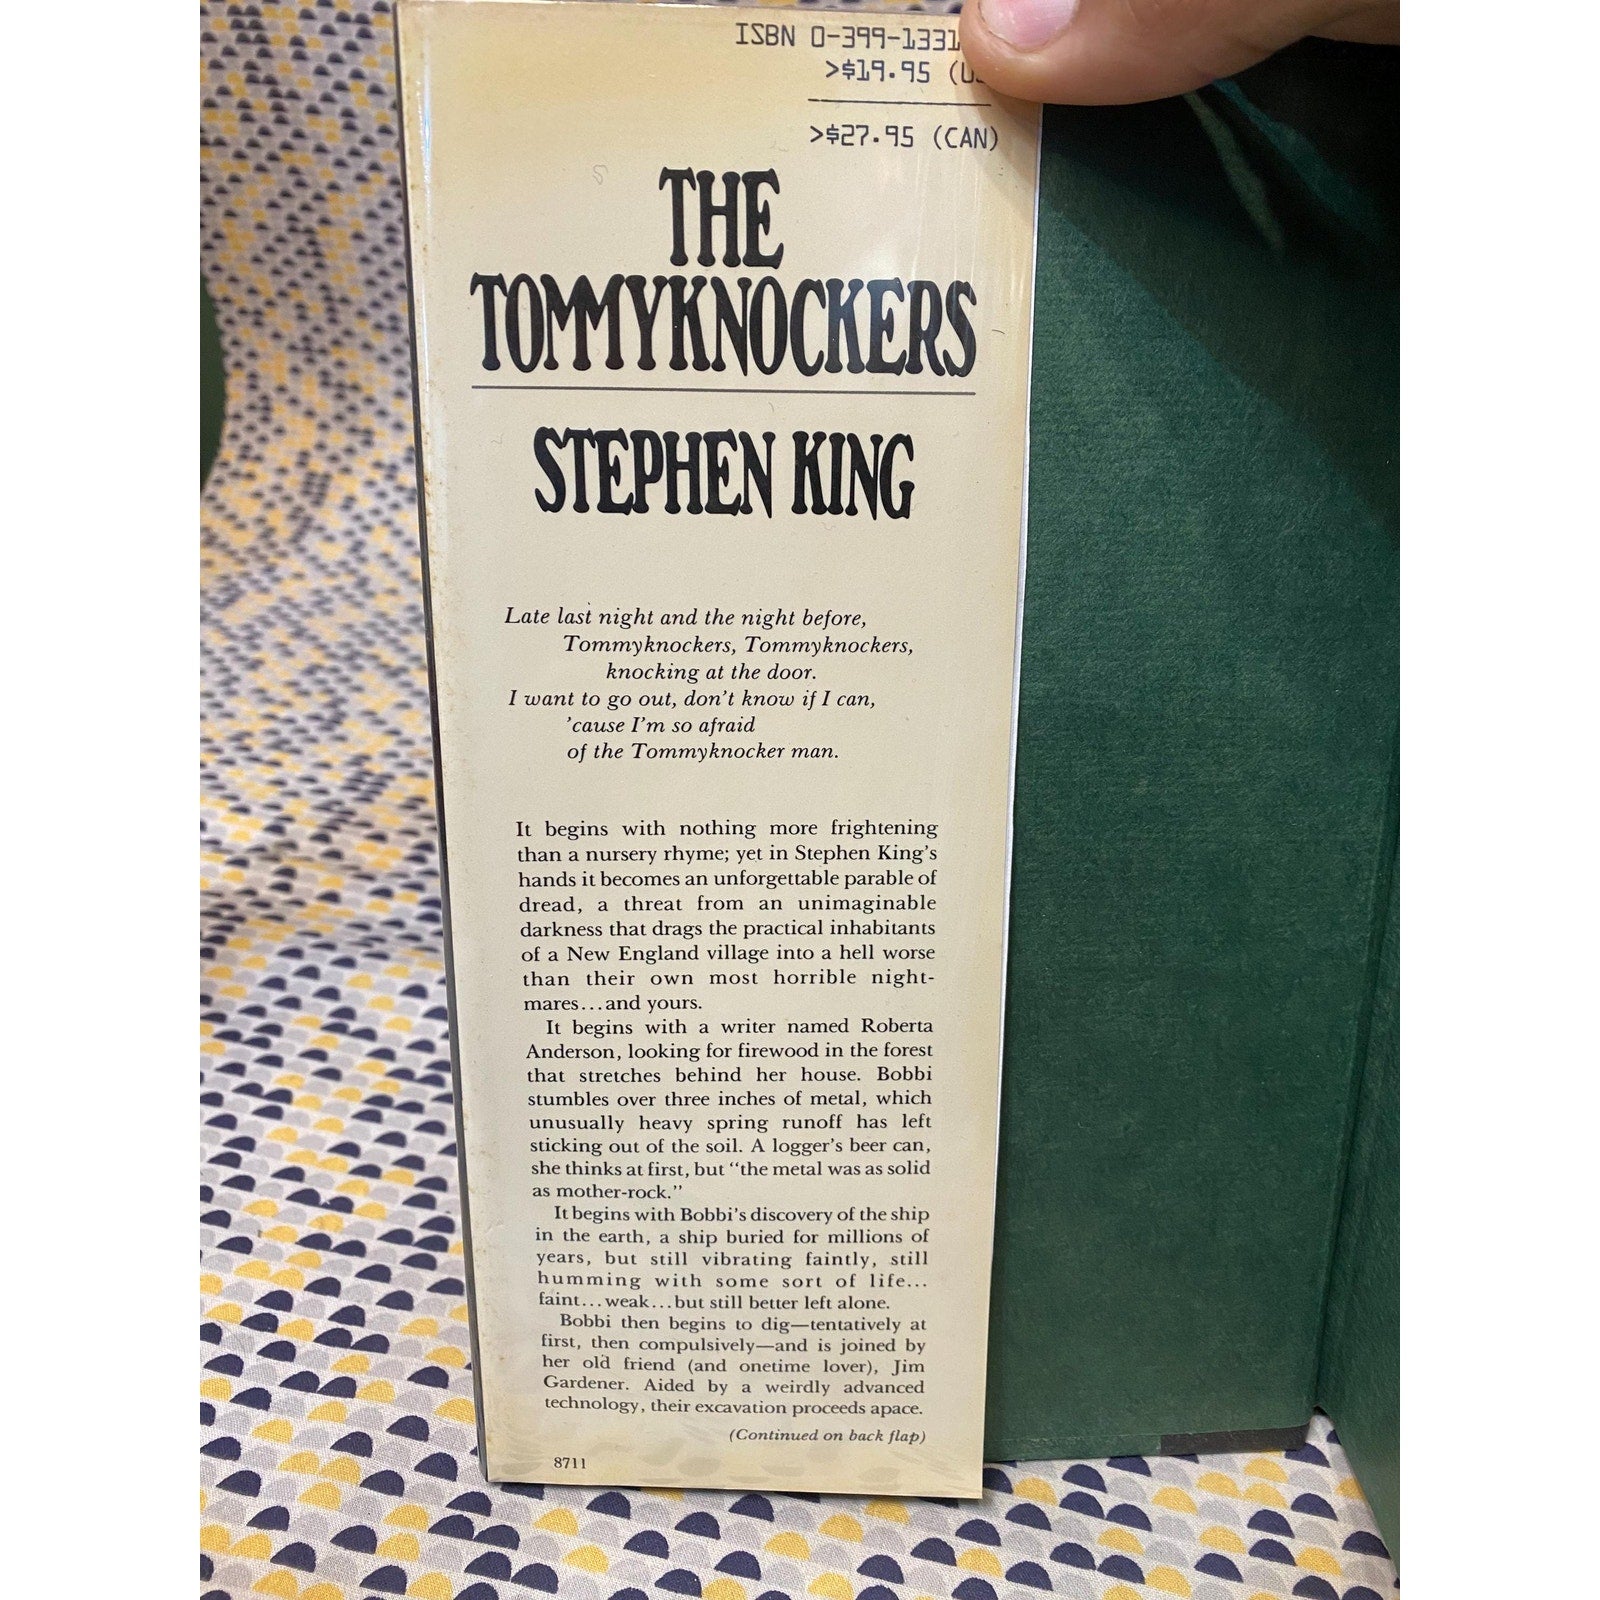 ISBN 0-399-1331
>$19.95 (U
>$27.95 (CAN)
THE
TOMMYKNOCKERS
STEPHEN KING
Late last night and the night before,
Tommyknockers, Tommyknockers,
knocking at the door.
I want to go out, don't know if I can,
'cause I'm so afraid
of the Tommyknocker man.
It begins with nothing more frightening
than a nursery rhyme; yet in Stephen King's
hands it becomes an unforgettable parable of
dread, a threat from an unimaginable
darkness that drags the practical inhabitants
of a New England village into a hell worse
than their own most horrible night-
mares...and yours.
It begins with a writer named Roberta
Anderson, looking for firewood in the forest
that stretches behind her house. Bobbi
stumbles over three inches of metal, which
unusually heavy spring runoff has left
sticking out of the soil. A logger's beer can,
she thinks at first, but "the metal was as solid
as mother-rock."
It begins with Bobbi's discovery of the ship
in the earth, a ship buried for millions of
years, but still vibrating faintly, still
humming with some sort of life...
faint...weak...but still better left alone.
Bobbi then begins to dig—tentatively at
first, then compulsively—and is joined by
her old friend (and onetime lover), Jim
Gardener. Aided by a weirdly advanced
technology, their excavation proceeds apace.
(Continued on back flap)
8711